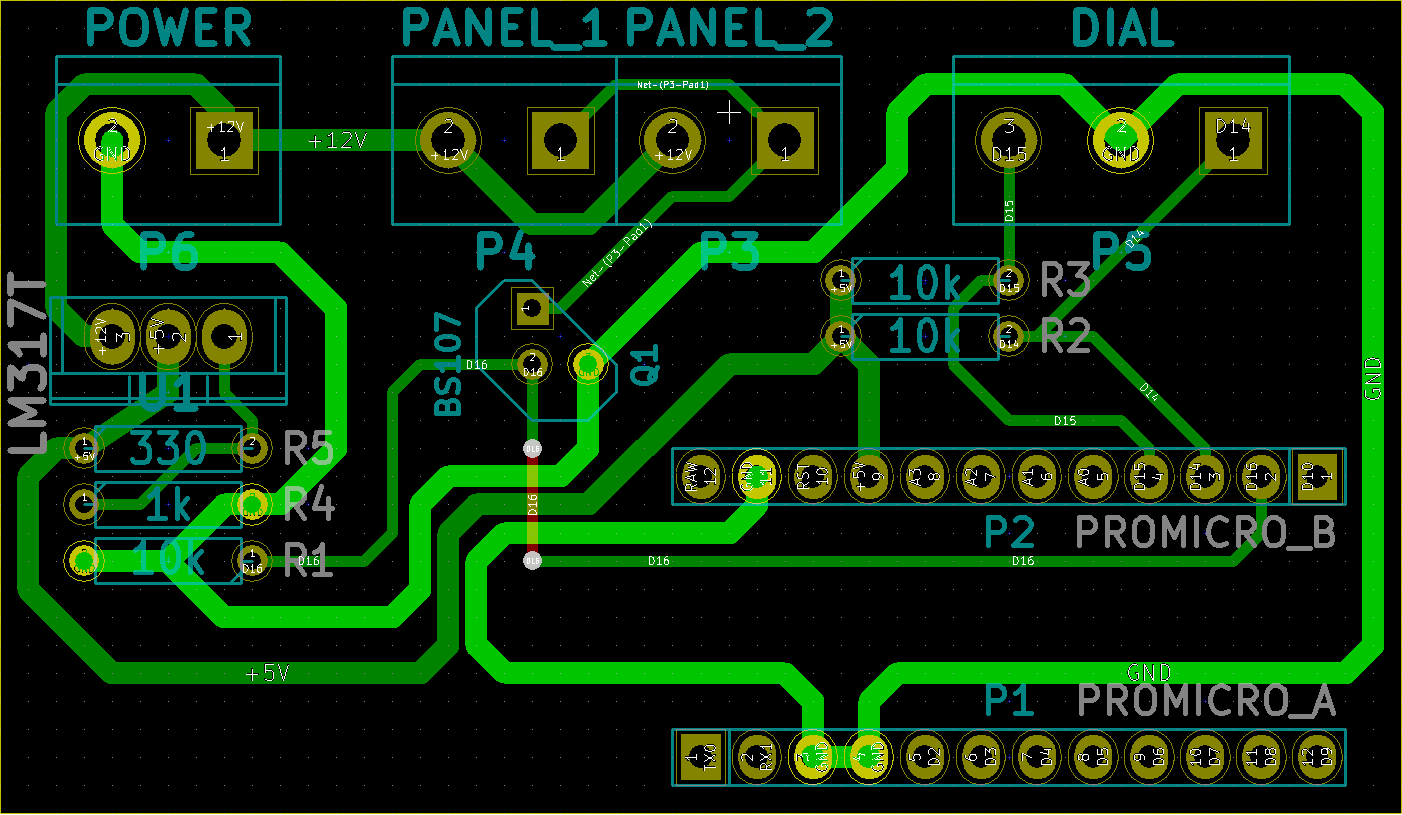 POWER
PANEL_1
PANEL_2
DIAL
Net-(P3-Pad1)
2
GND
+12V
1
+12V
2
+12V
1
2
+12V
1
3
D15
2
GND
D14
1
D15
D14
Net-(P3-Pad1)
P6
P4
P3
P5
LM317T
+12V
3
+5V
2
1
U1
BS107
1
2
D16
Q1
D16
1
+5V
10k
2
D15
R3
1
+5V
10k
2
D14
R2
D14
D15
GND
1
+5V
330
2
R5
1
1k
R4
10k
1
D16
R1
D16
D16
D16
D16
RAW
12
GND
11
RST
10
+5V
9
A3
8
A2
7
A1
6
A0
5
D15
4
D14
3
D16
2
D10
1
P2
PROMICRO_B
+5V
GND
P1
PROMICRO_A
1
TX0
2
RX1
3
GND
4
GND
5
D2
6
D3
7
D4
8
D5
9
D6
10
D7
11
D8
12
D9